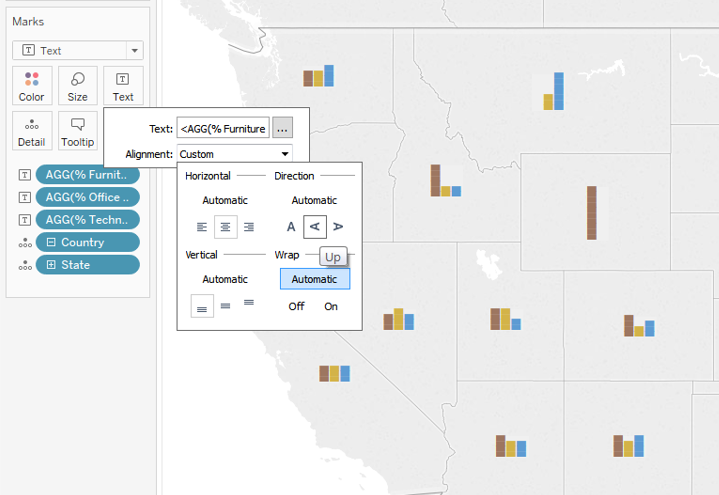 Marks
T Text
Color Size Text
Detail Tooltip
Text: <AGG(% Furniture ...
Alignment: Custom
Horizontal Direction
Automatic Automatic
A A A
Vertical Wrap
Up
Automatic Automatic
Off On
T AGG(% Furnit..
T AGG(% Office ..
T AGG(% Techn..
Country
State